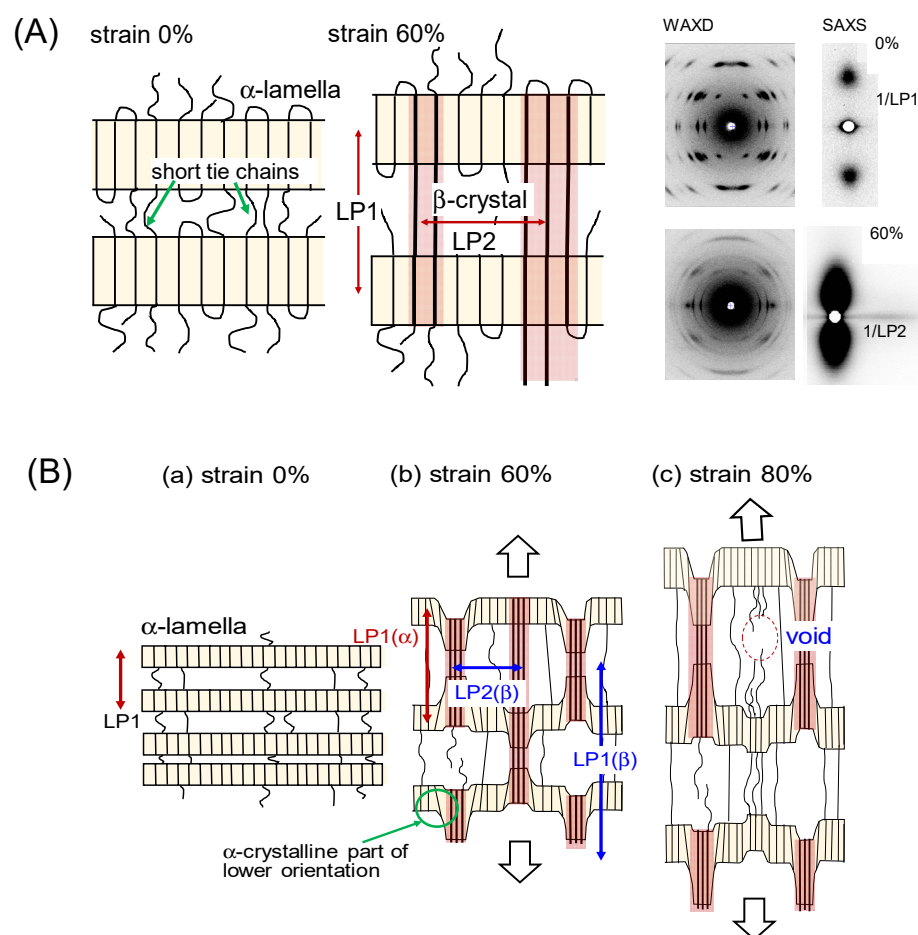 (A)
strain 0%
strain 60%
WAXD
SAXS
0%
α-lamella
1/LP1
short tie chains
β-crystal
LP1
LP2
60%
1/LP2
(B)
(a) strain 0%
(b) strain 60%
(c) strain 80%
α-lamella
LP1(α)
void
LP2(β)
LP1
LP1(β)
α-crystalline part of
lower orientation